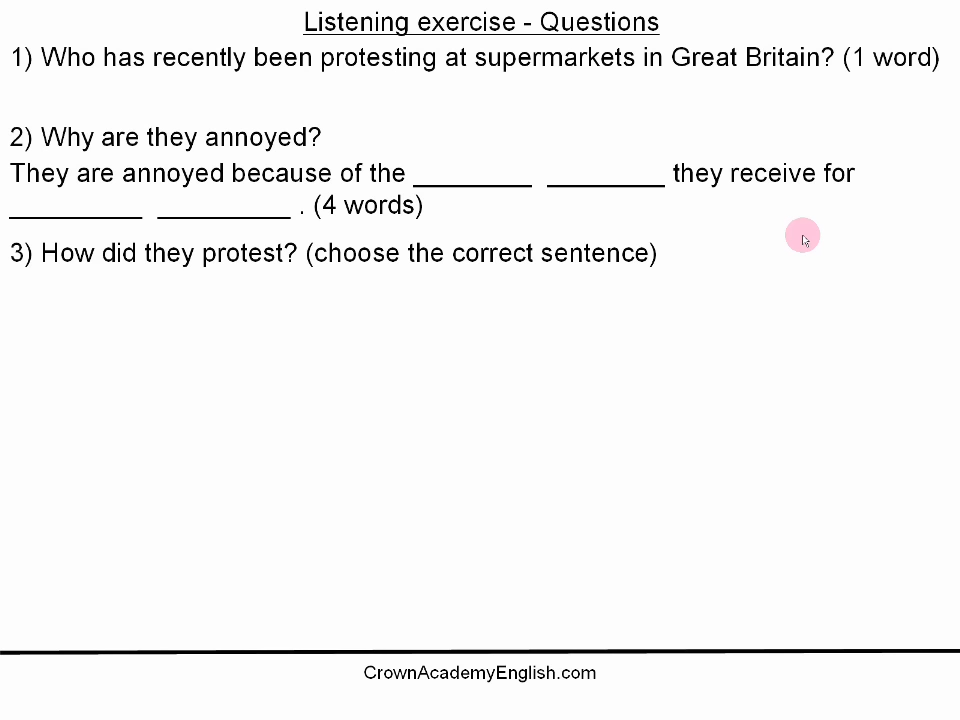 Listening exercise - Questions
1) Who has recently been protesting at supermarkets in Great Britain? (1 word)
2) Why are they annoyed?
They are annoyed because of the ________ ________ they receive for
_________ _________ . (4 words)
3) How did they protest? (choose the correct sentence)
CrownAcademyEnglish.com